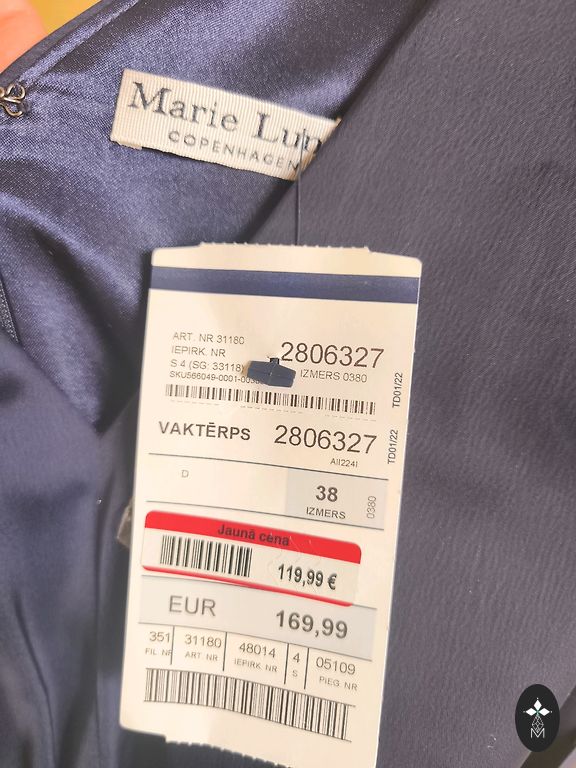 Marie
COPENHAGEN
ART. NR 31180
IEPIRK. NR
S 4 (SG: 33118)
2806327
IZMERS 0380
TD01/22
VAKTĒRPS 2806327
AII224I
TD01/22
D
38
IZMERS
0380
Jaunā cena
119,99 €
EUR 169,99
351 31180 48014 4 05109
FIL NR ART. NR IEPIRK. NR S PIEG. NR
M